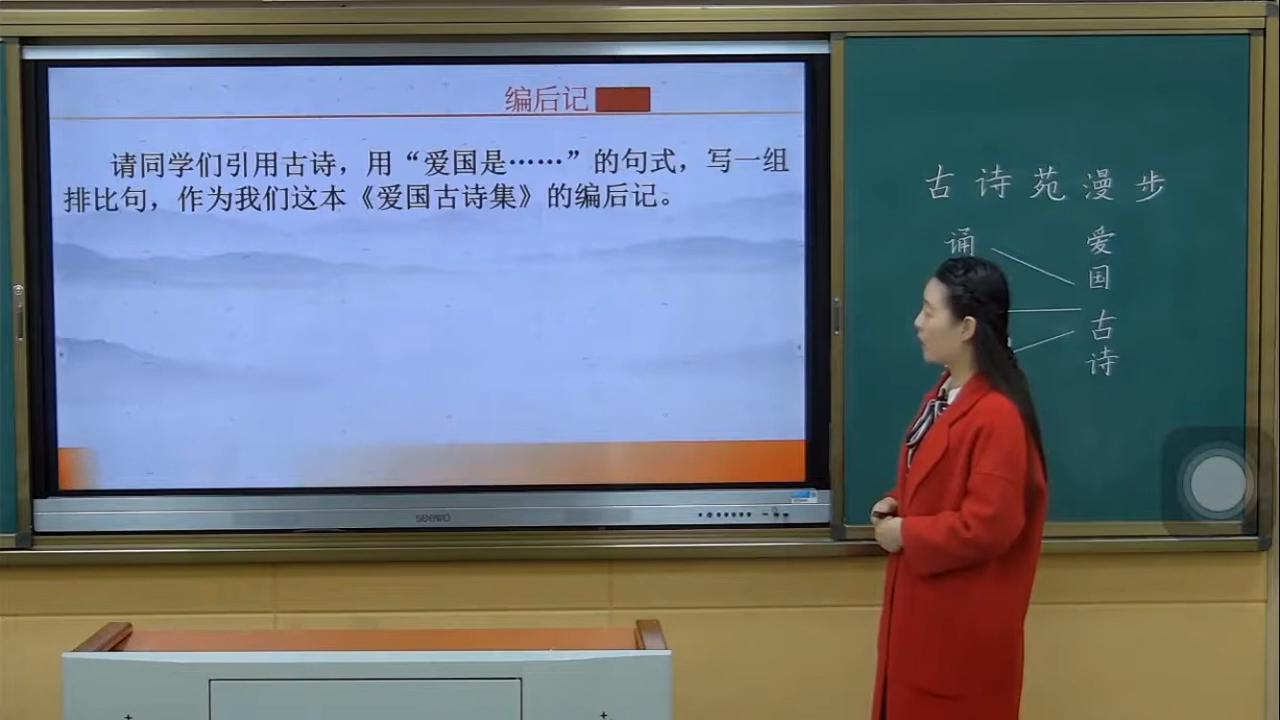 编后记
请同学们引用古诗，用“爱国是……”的句式，写一组
排比句，作为我们这本《爱国古诗集》的编后记。
seewo
古诗苑漫步
诵
爱国
古诗